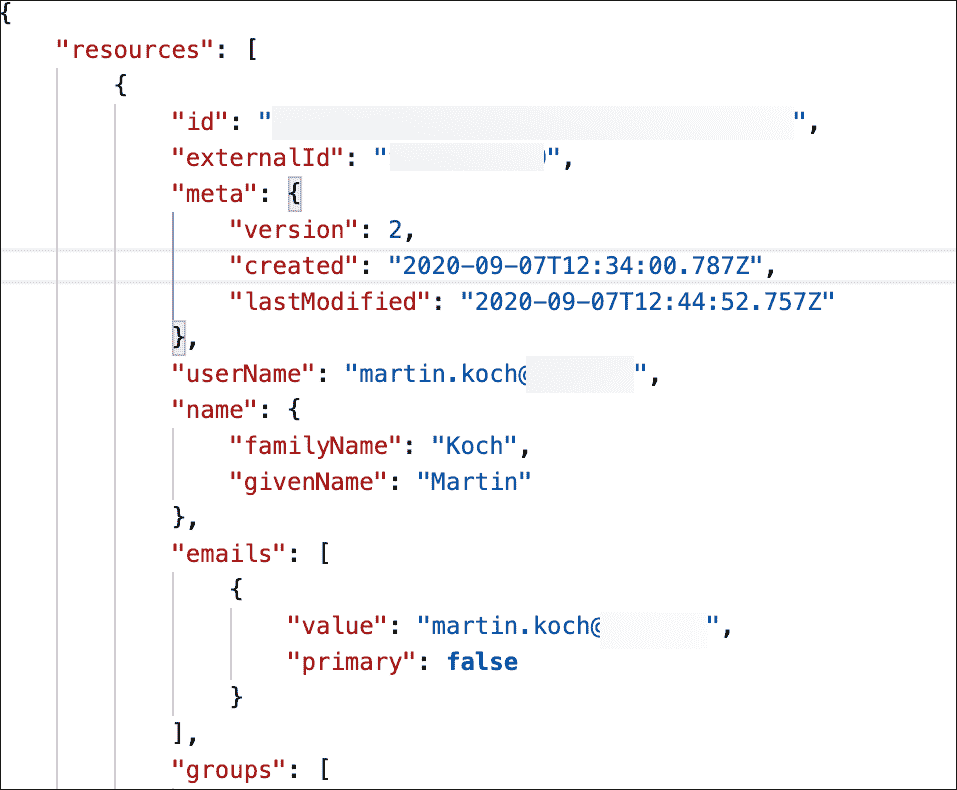 {
    "resources": [
        {
            "id": "",
            "externalId": "",
            "meta": {
                "version": 2,
                "created": "2020-09-07T12:34:00.787Z",
                "lastModified": "2020-09-07T12:44:52.757Z"
            },
            "userName": "martin.koch@",
            "name": {
                "familyName": "Koch",
                "givenName": "Martin"
            },
            "emails": [
                {
                    "value": "martin.koch@",
                    "primary": false
                }
            ],
            "groups": [